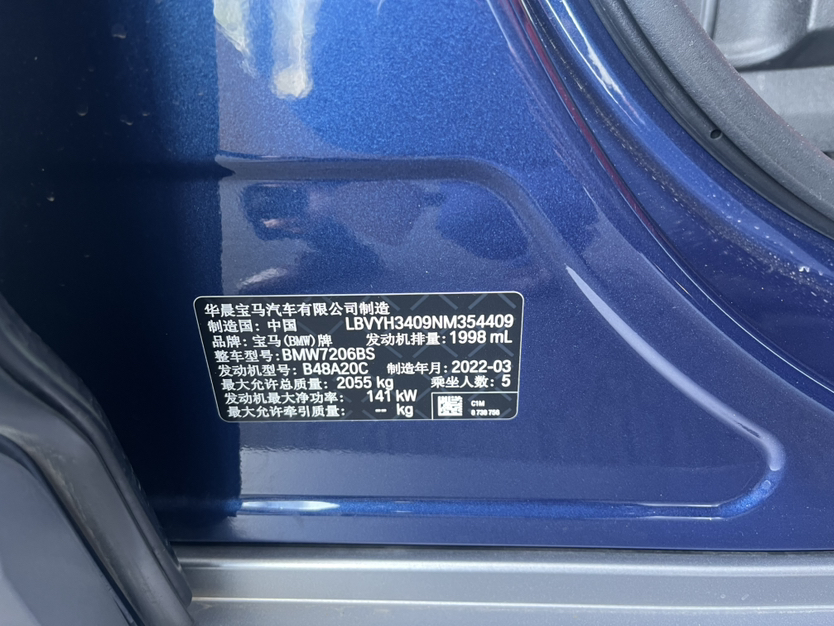 华晨宝马汽车有限公司制造
制造国：中国 LBVYH3409NM354409
品牌：宝马(BMW)牌 发动机排量：1998 mL
整车型号：BMW7206BS
发动机型号：B48A20C 制造年月：2022-03
最大允许总质量： 2055 kg 乘坐人数：5
发动机最大净功率： 141 kW
最大允许牵引质量： -- kg
C1M